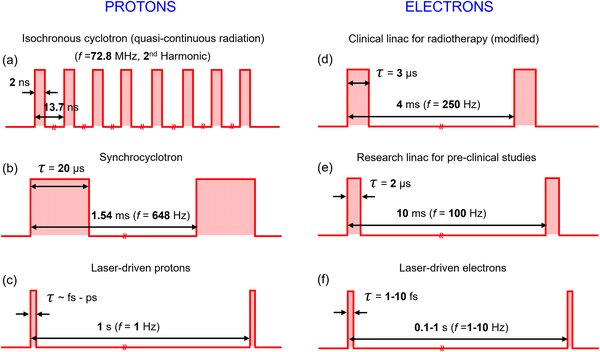 PROTONS
Isochronous cyclotron (quasi-continuous radiation)
(f =72.8 MHz, 2nd Harmonic)
(a)
2 ns
13.7 ns
Synchrocyclotron
(b)
τ = 20 µs
1.54 ms (f = 648 Hz)
Laser-driven protons
(c)
τ ~ fs - ps
1 s (f = 1 Hz)
ELECTRONS
Clinical linac for radiotherapy (modified)
(d)
τ = 3 µs
4 ms (f = 250 Hz)
Research linac for pre-clinical studies
(e)
τ = 2 µs
10 ms (f = 100 Hz)
Laser-driven electrons
(f)
τ = 1-10 fs
0.1-1 s (f =1-10 Hz)